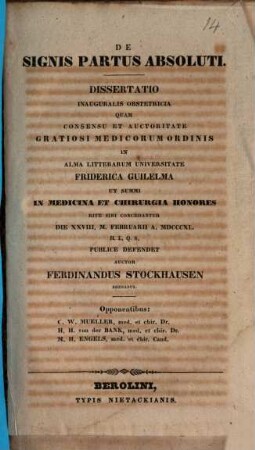 14
DE
SIGNIS PARTUS ABSOLUTI.
DISSERTATIO
INAUGURALIS OBSTETRICIA
QUAM
CONSENSU ET AUCTORITATE
GRATIOSI MEDICORUM ORDINIS
IN
ALMA LITTERARUM UNIVERSITATE
FRIDERICA GUILELMA
UT SUMMI
IN MEDICINA ET CHIRURGIA HONORES
RITE SIBI CONCEDANTUR
DIE XXVIII. M. FEBRUARII A. MDCCCXL.
H. L. Q. S.
PUBLICE DEFENDET
AUCTOR
FERDINANDUS STOCKHAUSEN
Opponentibus:
C. W. MUELLER, med. et chir. Dr.
H. H. von der BANK, med. et chir. Dr.
M. H. ENGELN, med. et chir. Cand.
BEROLINI,
TYPIS NIETACKIANIS.